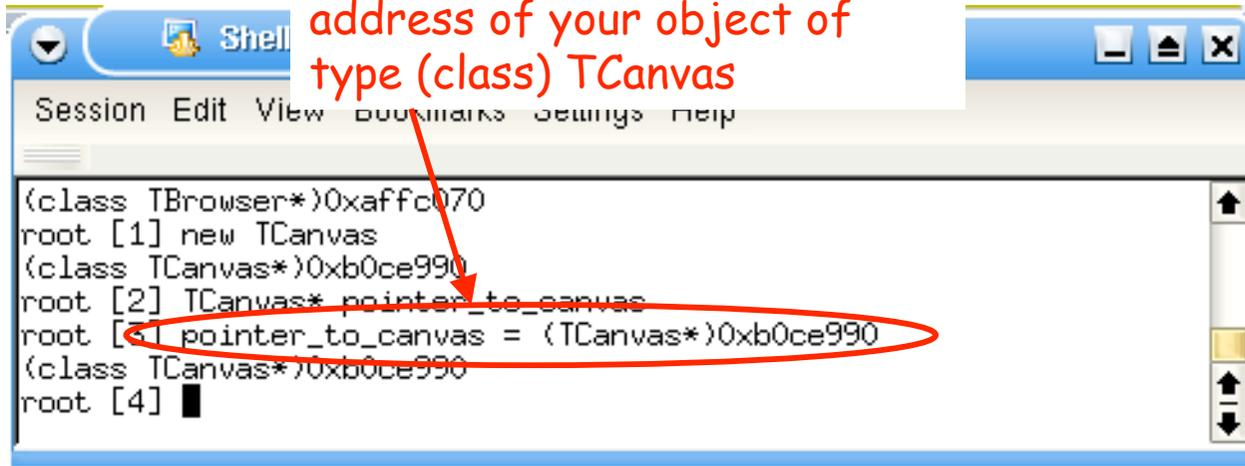 address of your object of
type (class) TCanvas
Shell
Session Edit View Bookmarks Settings Help
(class TBrowser*)0xaffc070
root [1] new TCanvas
(class TCanvas*)0xb0ce990
root [2] TCanvas* pointer_to_canvas
root [3] pointer_to_canvas = (TCanvas*)0xb0ce990
(class TCanvas*)0xb0ce990
root [4]